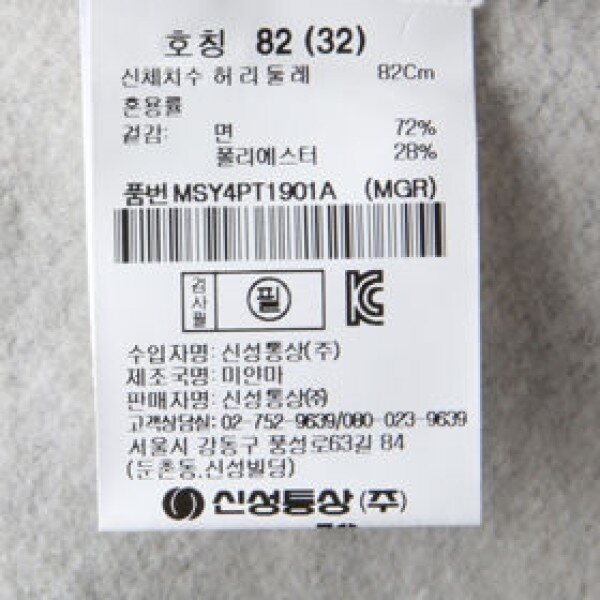 호칭 82 (32)
신체치수 허리둘레 82Cm
혼용률
겉감: 면 72%
폴리에스터 28%
품번 MSY4PT1901A (MGR)
검사필 필
수입자명: 신성통상(주)
제조국명: 미얀마
판매자명: 신성통상㈜
고객상담실: 02-752-9639/080-023-9639
서울시 강동구 풍성로63길 84
(둔촌동.신성빌딩)
신성통상 (주)